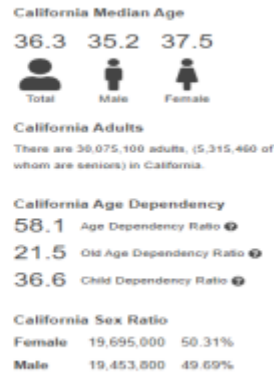 California Median Age
36.3 35.2 37.5
Total Male Female
California Adults
There are 30,075,100 adults, (5,315,460 of
whom are seniors) in California.
California Age Dependency
58.1 Age Dependency Ratio ?
21.5 Old Age Dependency Ratio ?
36.6 Child Dependency Ratio ?
California Sex Ratio
Female 19,695,000 50.31%
Male 19,453,800 49.69%